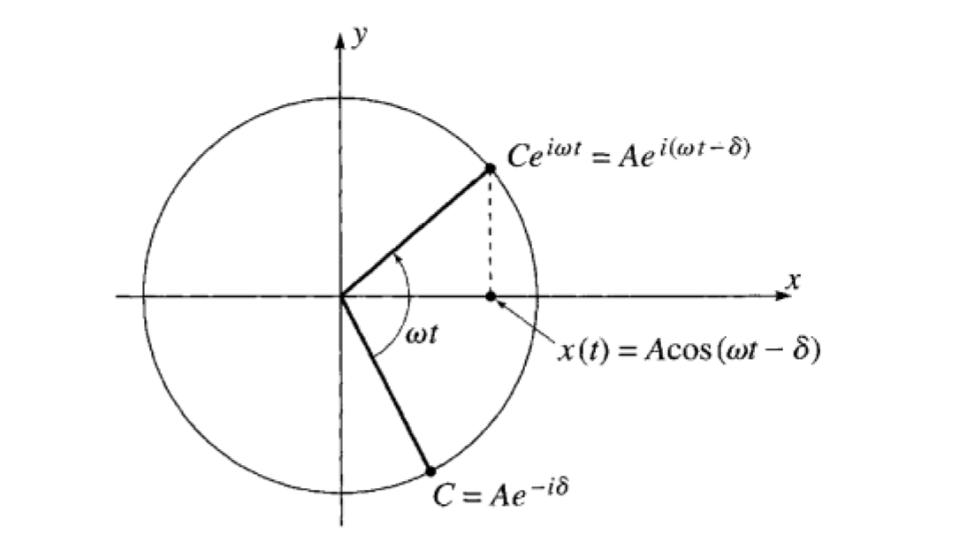 y
Ce^{iωt} = Ae^{i(ωt−δ)}
x
ωt
x(t) = Acos(ωt − δ)
C = Ae^{−iδ}